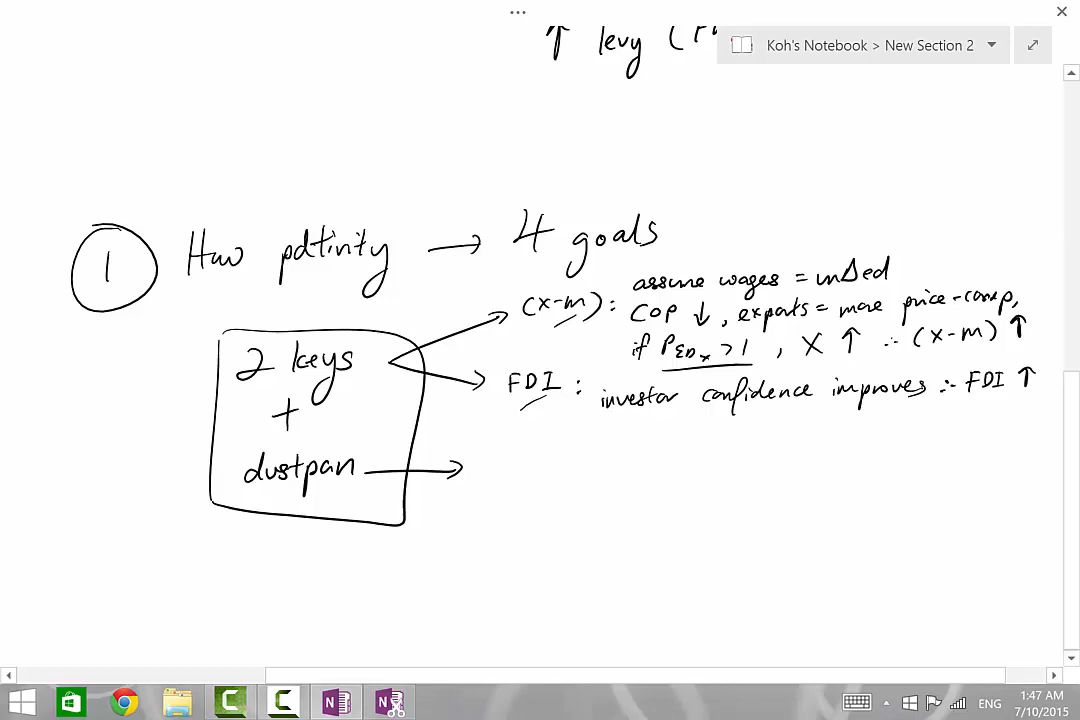 ...
↑ levy (
Koh's Notebook > New Section 2
① How pdtivity → 4 goals
(x-m): assume wages = unΔed
COP ↓, exports = more price-comp,
if PEDx > 1, X ↑ ∴ (x-m) ↑
2 keys
FDI: investor confidence improves ∴ FDI ↑
+
dustpan →
ENG
1:47 AM
7/10/2015